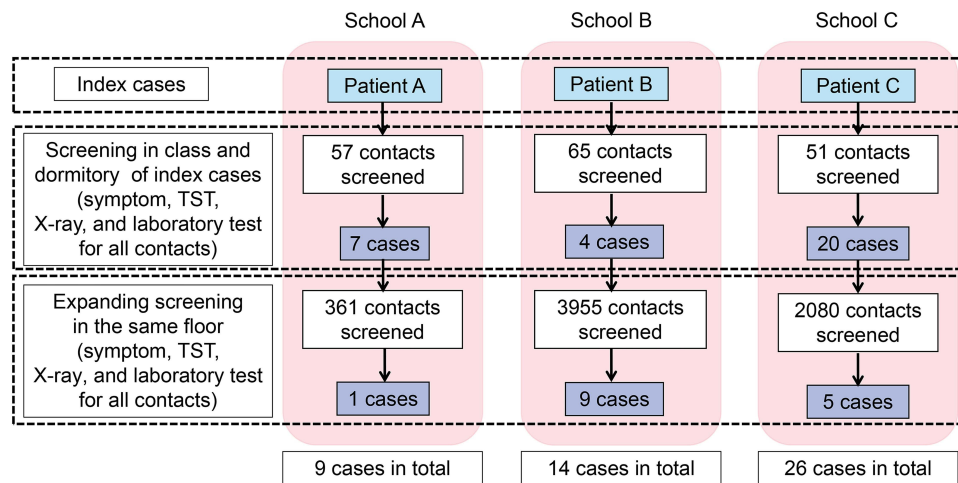 School A
School B
School C
Index cases
Patient A
Patient B
Patient C
Screening in class and
dormitory of index cases
(symptom, TST,
X-ray, and laboratory test
for all contacts)
57 contacts
screened
65 contacts
screened
51 contacts
screened
7 cases
4 cases
20 cases
Expanding screening
in the same floor
(symptom, TST,
X-ray, and laboratory test
for all contacts)
361 contacts
screened
3955 contacts
screened
2080 contacts
screened
1 cases
9 cases
5 cases
9 cases in total
14 cases in total
26 cases in total